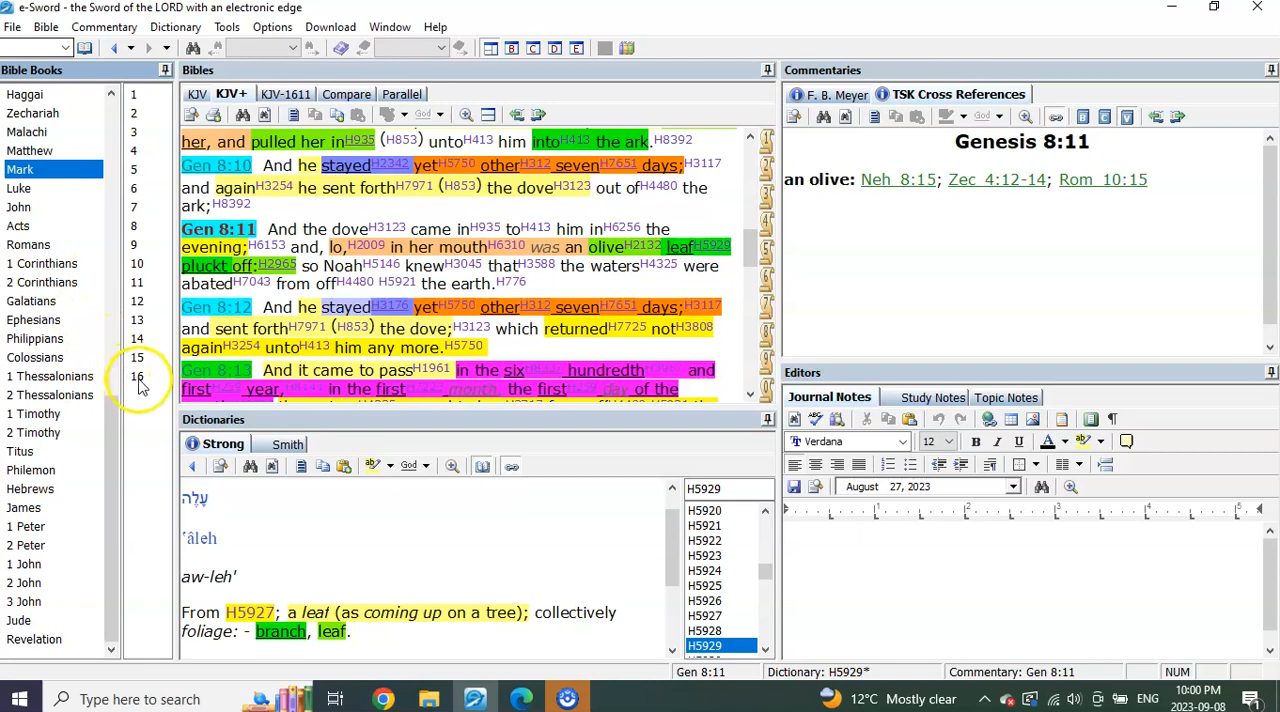 e-Sword - the Sword of the LORD with an electronic edge
File Bible Commentary Dictionary Tools Options Download Window Help
B C D E
Bible Books
Haggai
Zechariah
Malachi
Matthew
Mark
Luke
John
Acts
Romans
1 Corinthians
2 Corinthians
Galatians
Ephesians
Philippians
Colossians
1 Thessalonians
2 Thessalonians
1 Timothy
2 Timothy
Titus
Philemon
Hebrews
James
1 Peter
2 Peter
1 John
2 John
3 John
Jude
Revelation
1
2
3
4
5
6
7
8
9
10
11
12
13
14
15
16
Bibles
KJV KJV+ KJV-1611 Compare Parallel
God
her, and pulled her inH935 (H853) untoH413 him intoH413 the ark.H8392
Gen 8:10 And he stayedH2342 yetH5750 otherH312 sevenH7651 days;H3117
and againH3254 he sent forthH7971 (H853) the doveH3123 out ofH4480 the
ark;H8392
Gen 8:11 And the doveH3123 came inH935 toH413 him inH6256 the
evening;H6153 and, lo,H2009 in her mouthH6310 was an oliveH2132 leafH5929
pluckt off:H2965 so NoahH5146 knewH3045 thatH3588 the watersH4325 were
abatedH7043 from offH4480 H5921 the earth.H776
Gen 8:12 And he stayedH3176 yetH5750 otherH312 sevenH7651 days;H3117
and sent forthH7971 (H853) the dove;H3123 which returnedH7725 notH3808
againH3254 untoH413 him any more.H5750
Gen 8:13 And it came to passH1961 in the six hundredth and
first year, in the first month, the first day of the
Dictionaries
Strong Smith
God
עָלֶה
‛âleh
aw-leh'
From H5927; a leaf (as coming up on a tree); collectively
foliage: - branch, leaf.
H5929
H5920
H5921
H5922
H5923
H5924
H5925
H5926
H5927
H5928
H5929
Commentaries
F. B. Meyer TSK Cross References
God B C V
Genesis 8:11
an olive: Neh_8:15; Zec_4:12-14; Rom_10:15
Editors
Journal Notes Study Notes Topic Notes
Verdana 12 B I U A
August 27, 2023
1 2 3 4 5
Gen 8:11 Dictionary: H5929* Commentary: Gen 8:11 NUM
Type here to search
12°C Mostly clear ENG 10:00 PM
2023-09-08